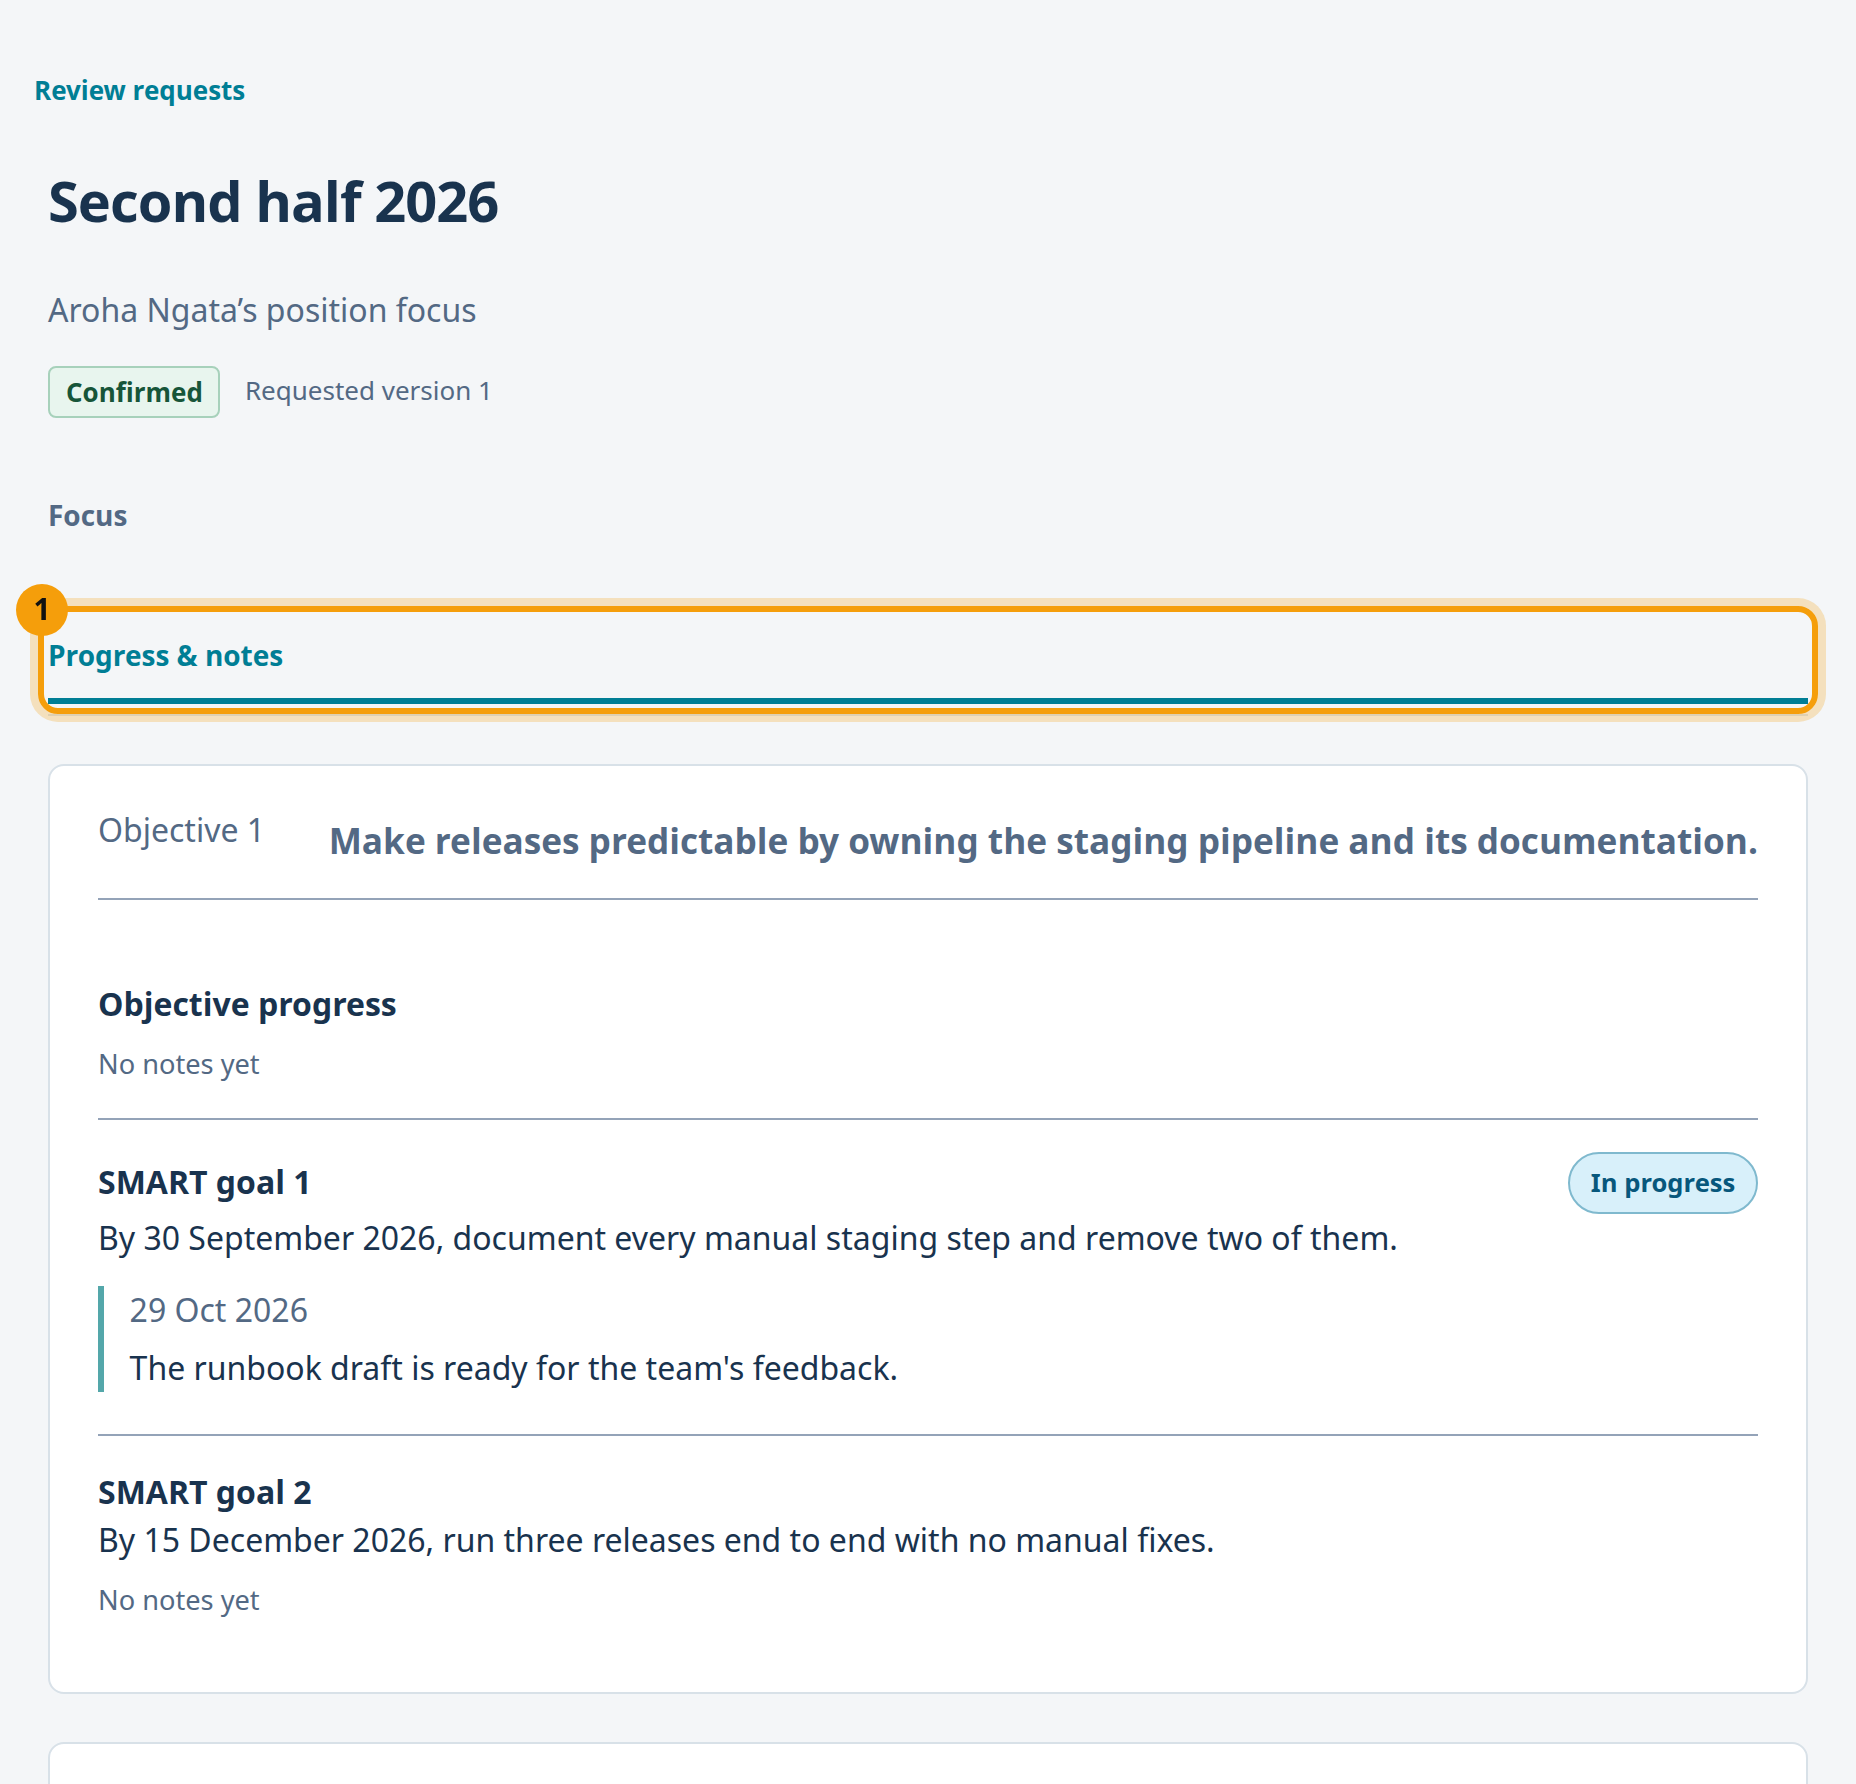 Review requests
Second half 2026
Aroha Ngata’s position focus
Confirmed Requested version 1
Focus
1
Progress & notes
Objective 1 Make releases predictable by owning the staging pipeline and its documentation.
Objective progress
No notes yet
SMART goal 1 In progress
By 30 September 2026, document every manual staging step and remove two of them.
29 Oct 2026
The runbook draft is ready for the team's feedback.
SMART goal 2
By 15 December 2026, run three releases end to end with no manual fixes.
No notes yet